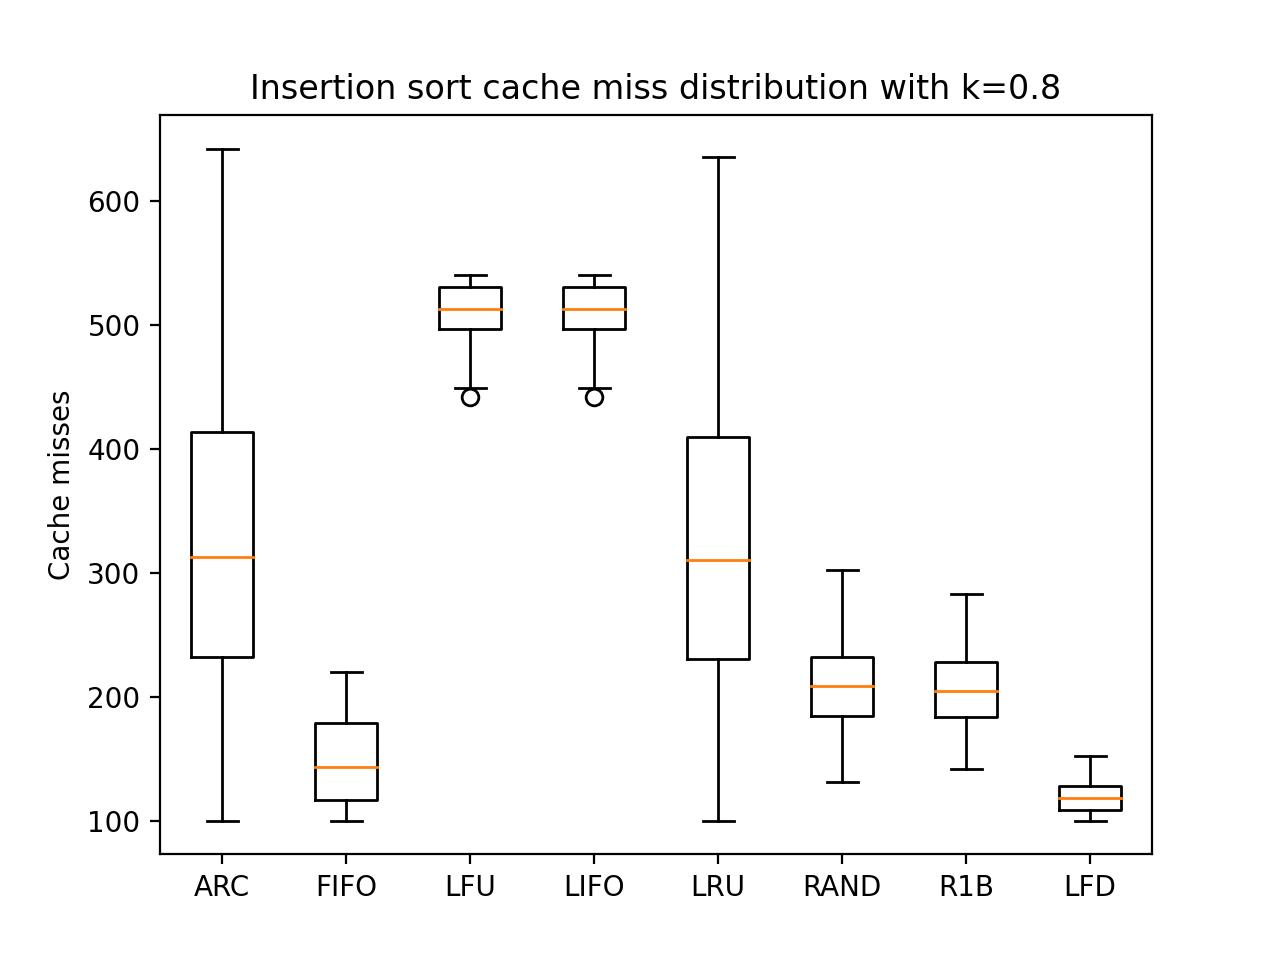 Insertion sort cache miss distribution with k=0.8
Cache misses
600
500
400
300
200
100
ARC FIFO LFU LIFO LRU RAND R1B LFD